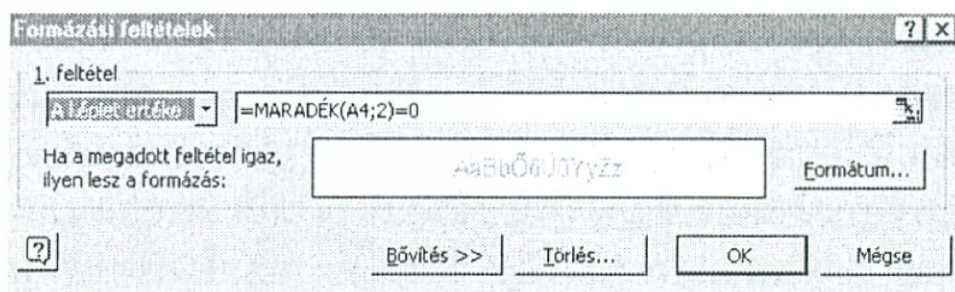 Formázási feltételek
1. feltétel
A képlet értéke =MARADÉK(A4;2)=0
Ha a megadott feltétel igaz,
ilyen lesz a formázás:
AaBbŐőŰűYyZz
Formátum...
Bővítés >> Törlés... OK Mégse